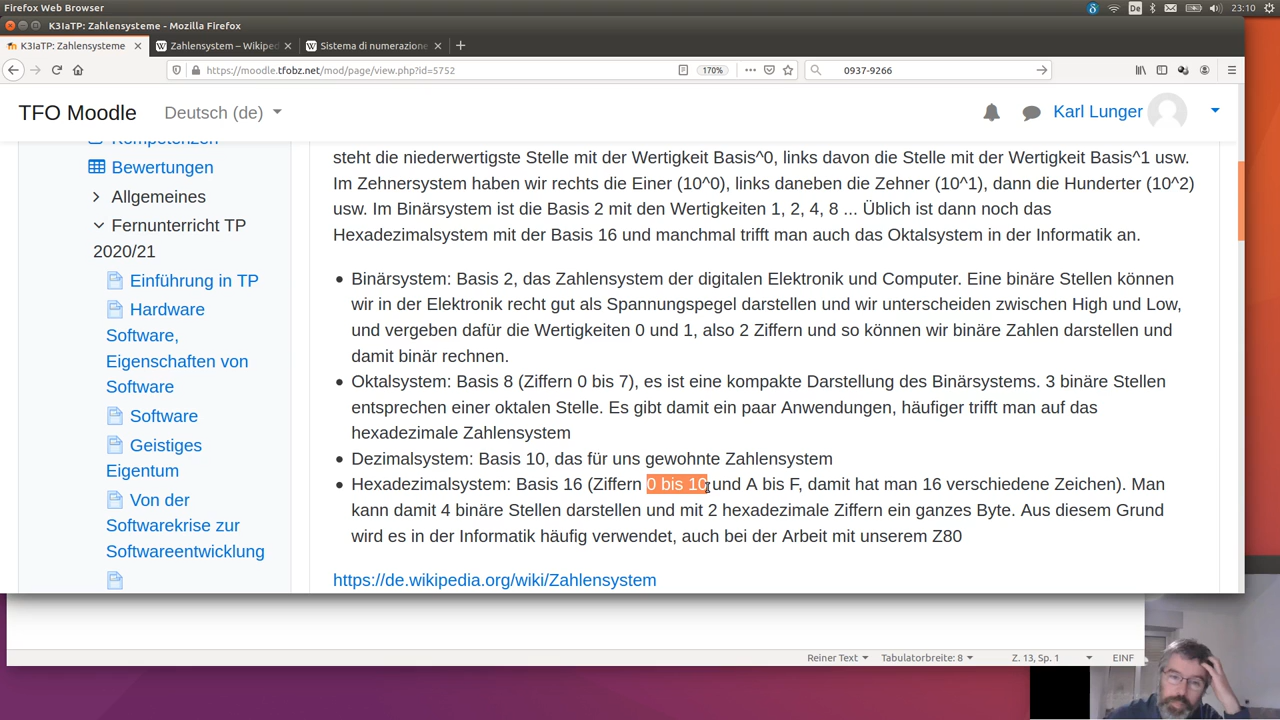 Firefox Web Browser
De
23:10
K3IaTP: Zahlensysteme - Mozilla Firefox
K3IaTP: Zahlensysteme
Zahlensystem – Wikiped
Sistema di numerazione
https://moodle.tfobz.net/mod/page/view.php?id=5752
170%
0937-9266
TFO Moodle
Deutsch (de)
Karl Lunger
Kompetenzen
Bewertungen
Allgemeines
Fernunterricht TP
2020/21
Einführung in TP
Hardware
Software,
Eigenschaften von
Software
Software
Geistiges
Eigentum
Von der
Softwarekrise zur
Softwareentwicklung
steht die niederwertigste Stelle mit der Wertigkeit Basis^0, links davon die Stelle mit der Wertigkeit Basis^1 usw.
Im Zehnersystem haben wir rechts die Einer (10^0), links daneben die Zehner (10^1), dann die Hunderter (10^2)
usw. Im Binärsystem ist die Basis 2 mit den Wertigkeiten 1, 2, 4, 8 ... Üblich ist dann noch das
Hexadezimalsystem mit der Basis 16 und manchmal trifft man auch das Oktalsystem in der Informatik an.
Binärsystem: Basis 2, das Zahlensystem der digitalen Elektronik und Computer. Eine binäre Stellen können
wir in der Elektronik recht gut als Spannungspegel darstellen und wir unterscheiden zwischen High und Low,
und vergeben dafür die Wertigkeiten 0 und 1, also 2 Ziffern und so können wir binäre Zahlen darstellen und
damit binär rechnen.
Oktalsystem: Basis 8 (Ziffern 0 bis 7), es ist eine kompakte Darstellung des Binärsystems. 3 binäre Stellen
entsprechen einer oktalen Stelle. Es gibt damit ein paar Anwendungen, häufiger trifft man auf das
hexadezimale Zahlensystem
Dezimalsystem: Basis 10, das für uns gewohnte Zahlensystem
Hexadezimalsystem: Basis 16 (Ziffern 0 bis 10 und A bis F, damit hat man 16 verschiedene Zeichen). Man
kann damit 4 binäre Stellen darstellen und mit 2 hexadezimale Ziffern ein ganzes Byte. Aus diesem Grund
wird es in der Informatik häufig verwendet, auch bei der Arbeit mit unserem Z80
https://de.wikipedia.org/wiki/Zahlensystem
Reiner Text
Tabulatorbreite: 8
Z. 13, Sp. 1
EINF